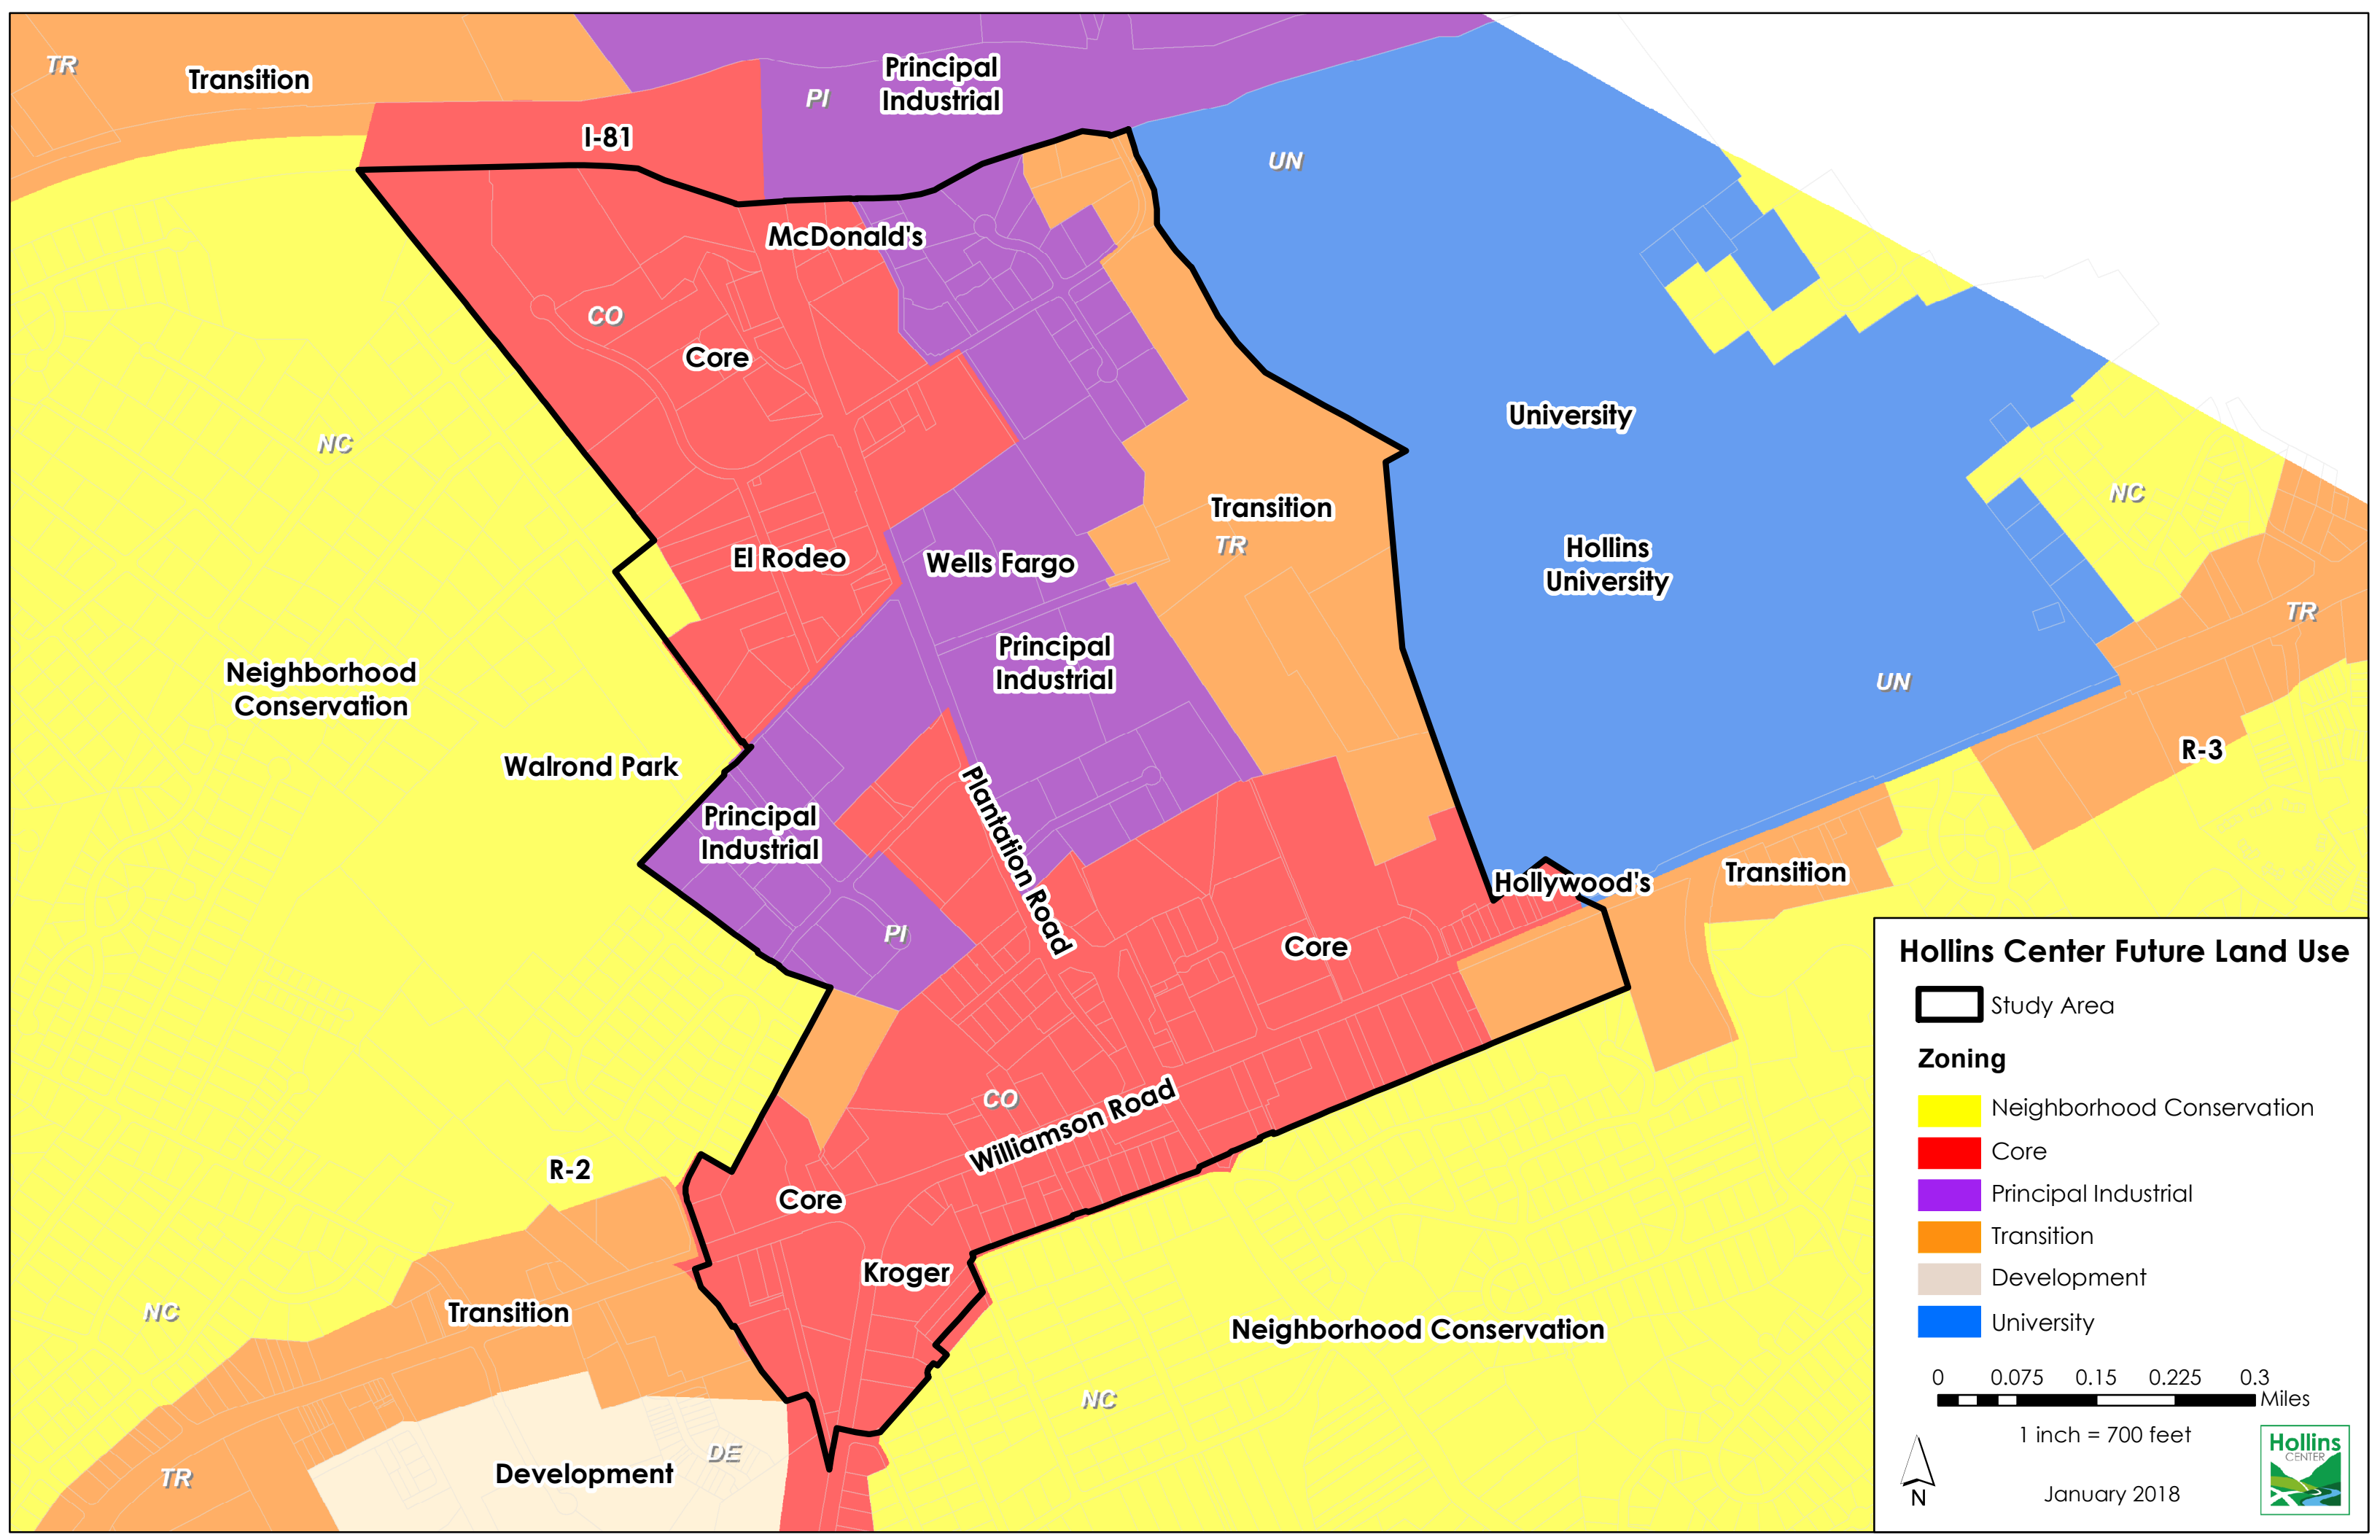 TR
Transition
Principal
Industrial
PI
I-81
UN
McDonald's
CO
Core
NC
University
NC
Transition
TR
Hollins
University
El Rodeo
Wells Fargo
TR
Principal
Industrial
Neighborhood
Conservation
UN
R-3
Walrond Park
Principal
Industrial
Plantation Road
Hollywood's
Transition
PI
Core
CO
Williamson Road
R-2
Core
Kroger
NC
Transition
Neighborhood Conservation
NC
DE
Development
TR
Hollins Center Future Land Use
Study Area
Zoning
Neighborhood Conservation
Core
Principal Industrial
Transition
Development
University
0 0.075 0.15 0.225 0.3
Miles
1 inch = 700 feet
N
January 2018
Hollins
CENTER